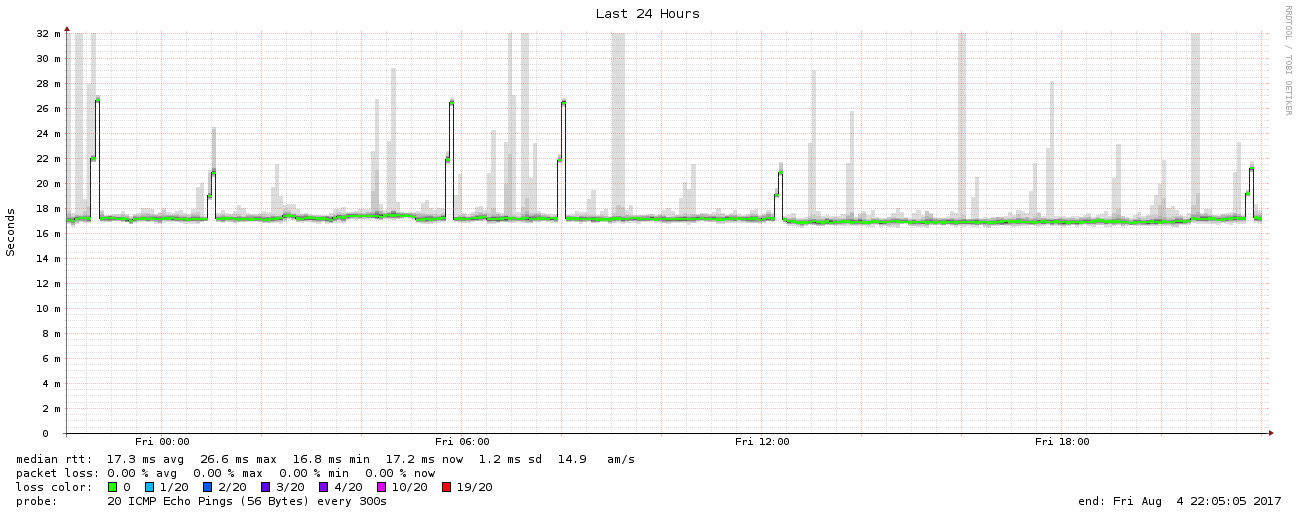 Last 24 Hours
RRDTOOL / TOBI OETIKER
Seconds
32 m
30 m
28 m
26 m
24 m
22 m
20 m
18 m
16 m
14 m
12 m
10 m
8 m
6 m
4 m
2 m
0
Fri 00:00 Fri 06:00 Fri 12:00 Fri 18:00
median rtt: 17.3 ms avg 26.6 ms max 16.8 ms min 17.2 ms now 1.2 ms sd 14.9 am/s
packet loss: 0.00 % avg 0.00 % max 0.00 % min 0.00 % now
loss color: 0 1/20 2/20 3/20 4/20 10/20 19/20
probe: 20 ICMP Echo Pings (56 Bytes) every 300s end: Fri Aug 4 22:05:05 2017